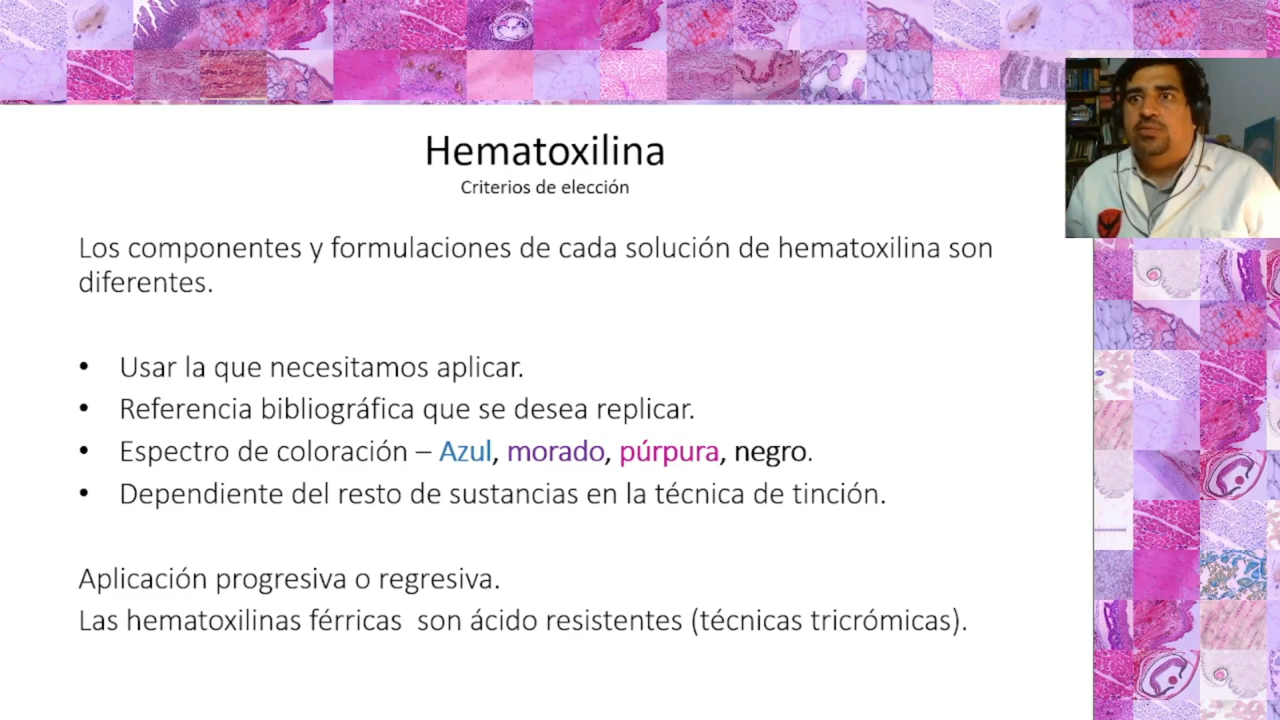 Hematoxilina
Criterios de elección
Los componentes y formulaciones de cada solución de hematoxilina son
diferentes.
• Usar la que necesitamos aplicar.
• Referencia bibliográfica que se desea replicar.
• Espectro de coloración – Azul, morado, púrpura, negro.
• Dependiente del resto de sustancias en la técnica de tinción.
Aplicación progresiva o regresiva.
Las hematoxilinas férricas son ácido resistentes (técnicas tricrómicas).